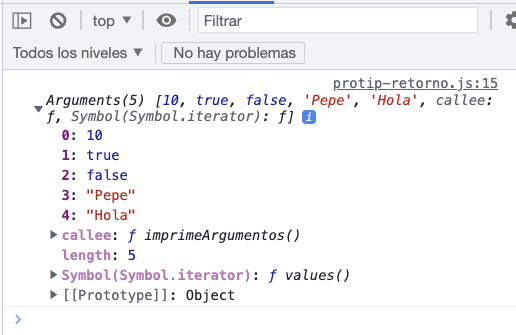 top
Filtrar
Todos los niveles
No hay problemas
protip-retorno.js:15
Arguments(5) [10, true, false, 'Pepe', 'Hola', callee:
ƒ, Symbol(Symbol.iterator): ƒ] i
0: 10
1: true
2: false
3: "Pepe"
4: "Hola"
callee: ƒ imprimeArgumentos()
length: 5
Symbol(Symbol.iterator): ƒ values()
[[Prototype]]: Object